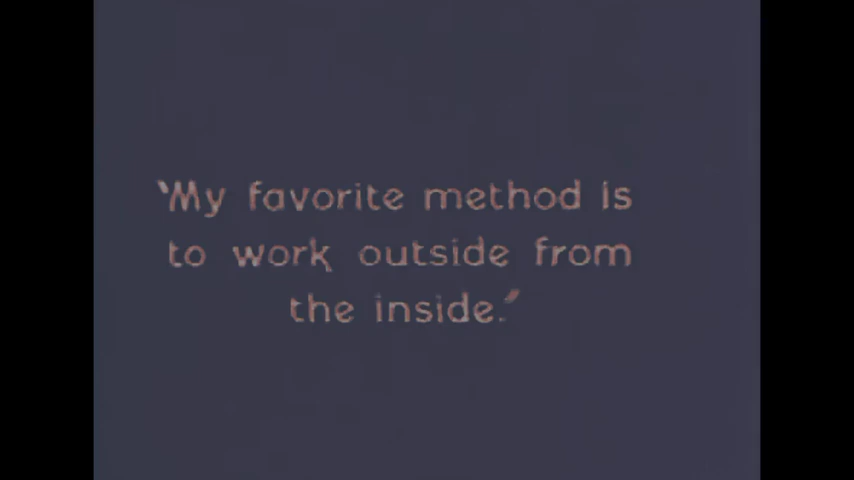 "My favorite method is
to work outside from
the inside."